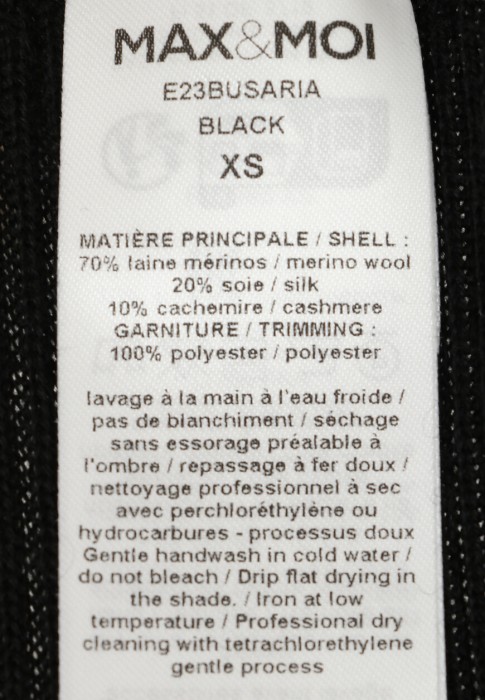 MAX&MOI
E23BUSARIA
BLACK
XS
MATIÈRE PRINCIPALE / SHELL :
70% laine mérinos / merino wool
20% soie / silk
10% cachemire / cashmere
GARNITURE / TRIMMING :
100% polyester / polyester
lavage à la main à l'eau froide /
pas de blanchiment / séchage
sans essorage préalable à
l'ombre / repassage à fer doux /
nettoyage professionnel à sec
avec perchloréthylène ou
hydrocarbures - processus doux
Gentle handwash in cold water /
do not bleach / Drip flat drying in
the shade. / Iron at low
temperature / Professional dry
cleaning with tetrachlorethylene
gentle process